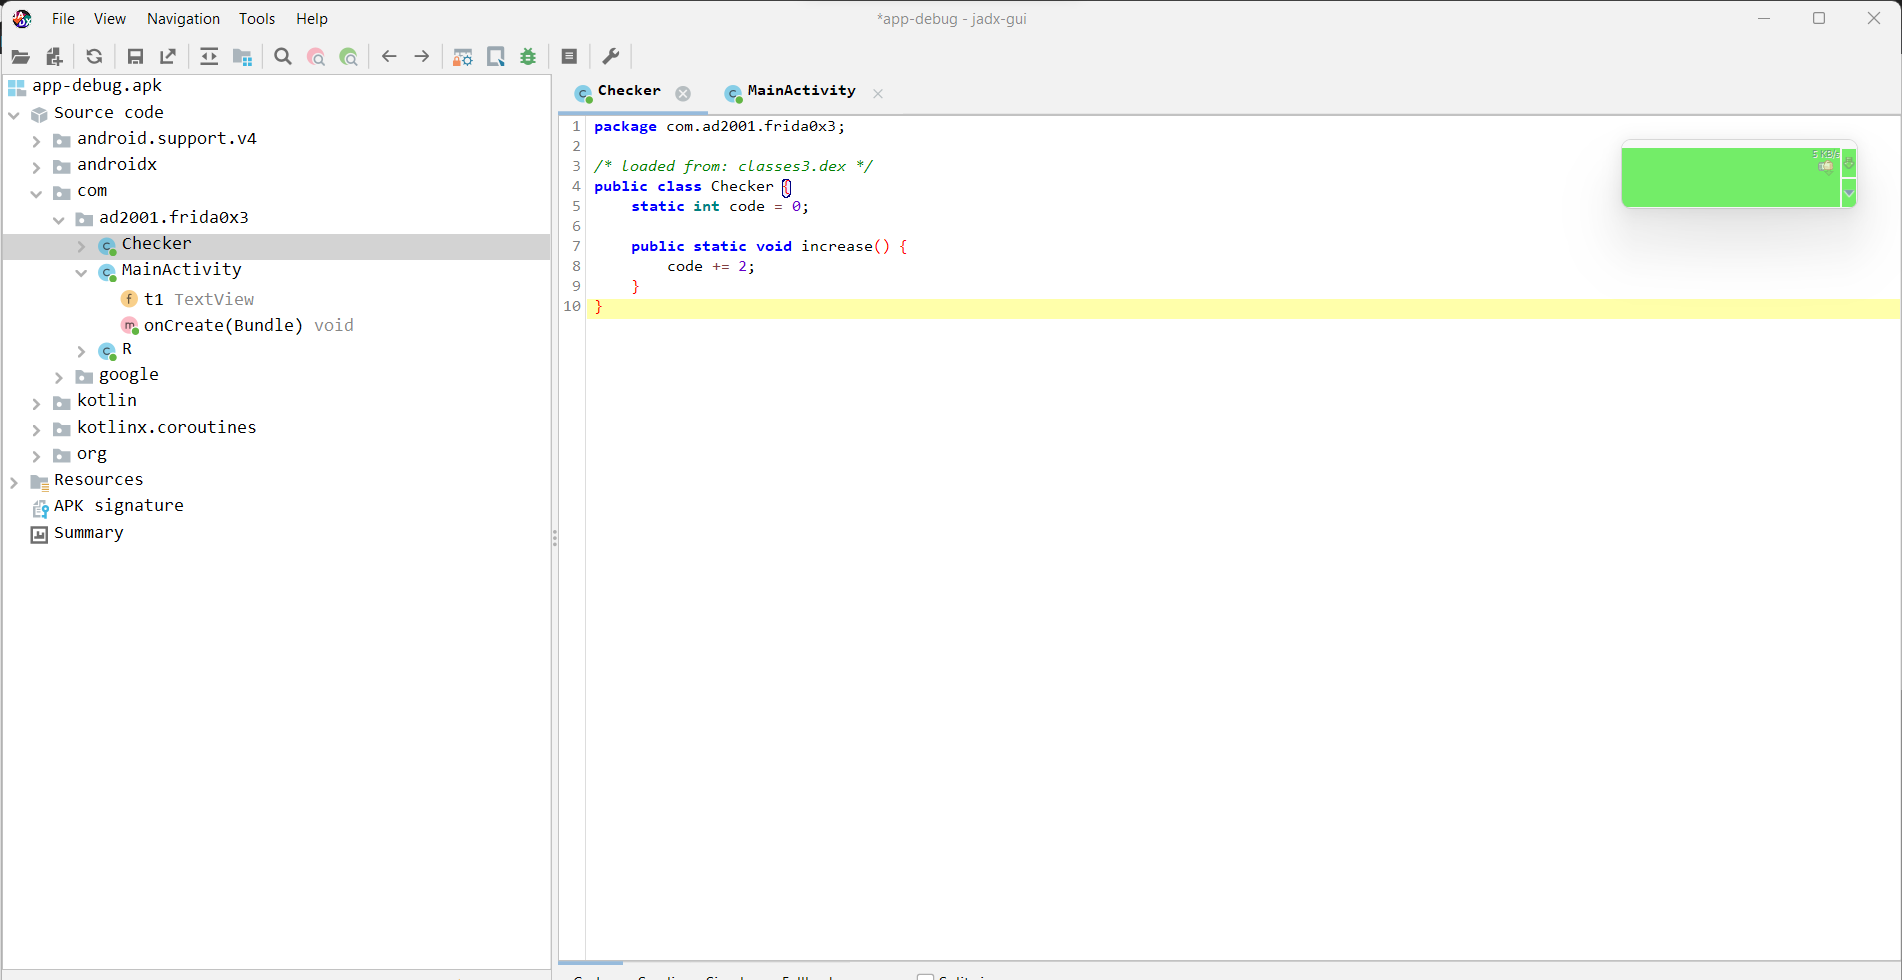 File View Navigation Tools Help
*app-debug - jadx-gui
app-debug.apk
Source code
android.support.v4
androidx
com
ad2001.frida0x3
Checker
MainActivity
t1 TextView
onCreate(Bundle) void
R
google
kotlin
kotlinx.coroutines
org
Resources
APK signature
Summary
Checker MainActivity
1 package com.ad2001.frida0x3;
2
3 /* loaded from: classes3.dex */
4 public class Checker {
5 static int code = 0;
6
7 public static void increase() {
8 code += 2;
9 }
10 }
5 KB/s